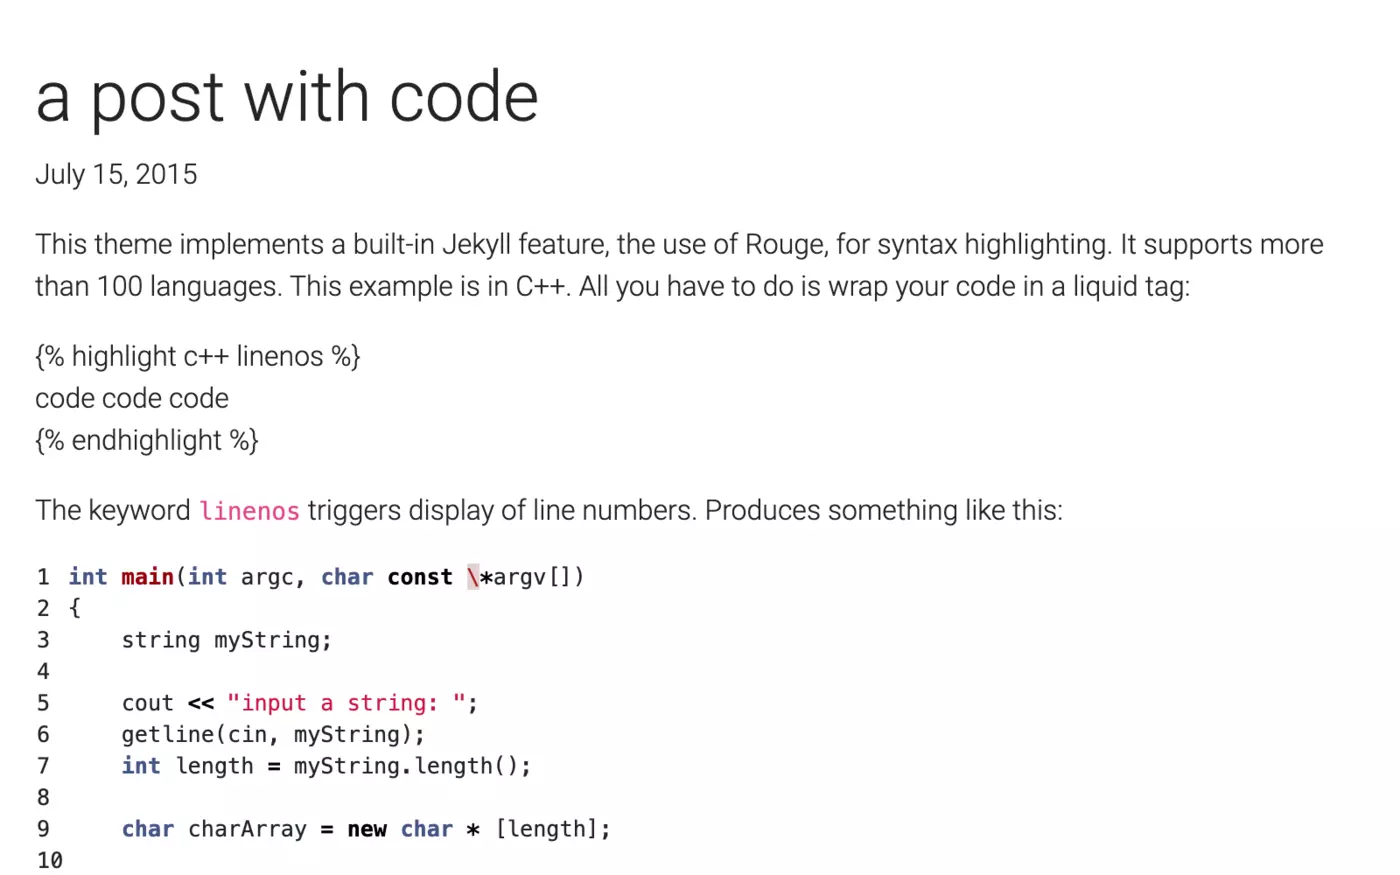 a post with code
July 15, 2015
This theme implements a built-in Jekyll feature, the use of Rouge, for syntax highlighting. It supports more
than 100 languages. This example is in C++. All you have to do is wrap your code in a liquid tag:
{% highlight c++ linenos %}
code code code
{% endhighlight %}
The keyword linenos triggers display of line numbers. Produces something like this:
1 int main(int argc, char const \*argv[])
2 {
3     string myString;
4
5     cout << "input a string: ";
6     getline(cin, myString);
7     int length = myString.length();
8
9     char charArray = new char * [length];
10